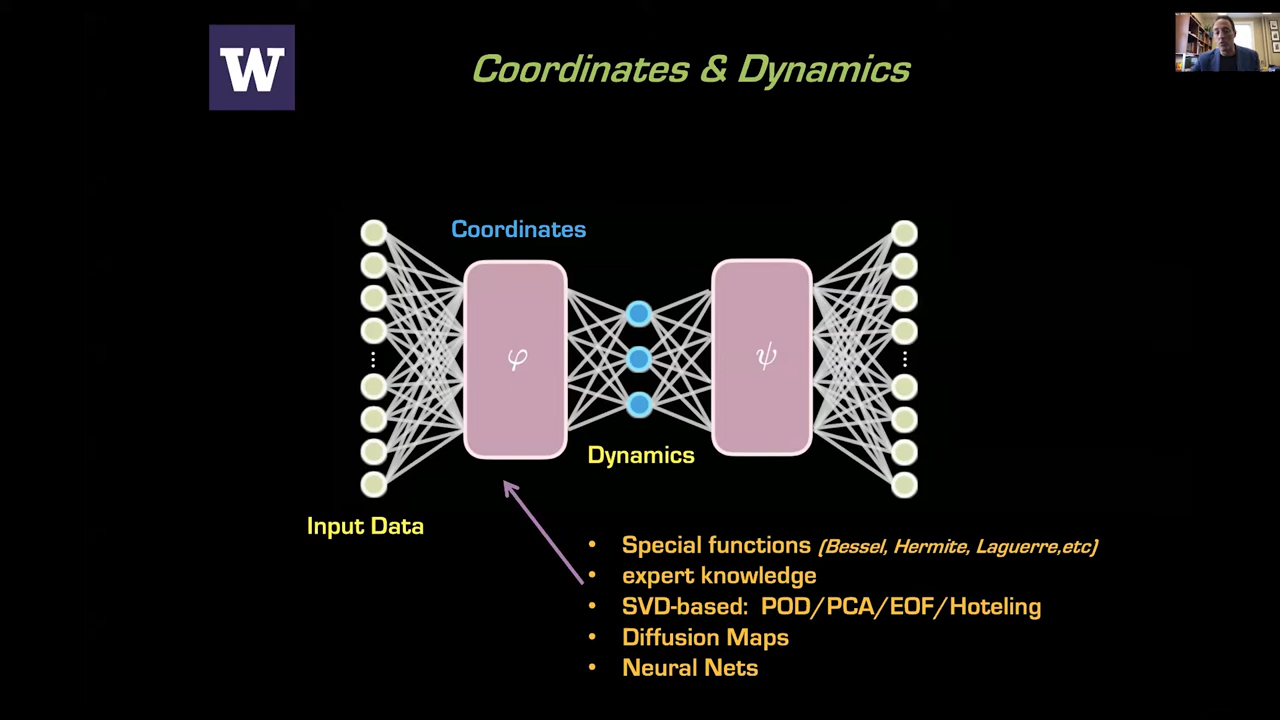 W
Coordinates & Dynamics
Coordinates
φ
ψ
Dynamics
Input Data
• Special functions (Bessel, Hermite, Laguerre,etc)
• expert knowledge
• SVD-based: POD/PCA/EOF/Hoteling
• Diffusion Maps
• Neural Nets